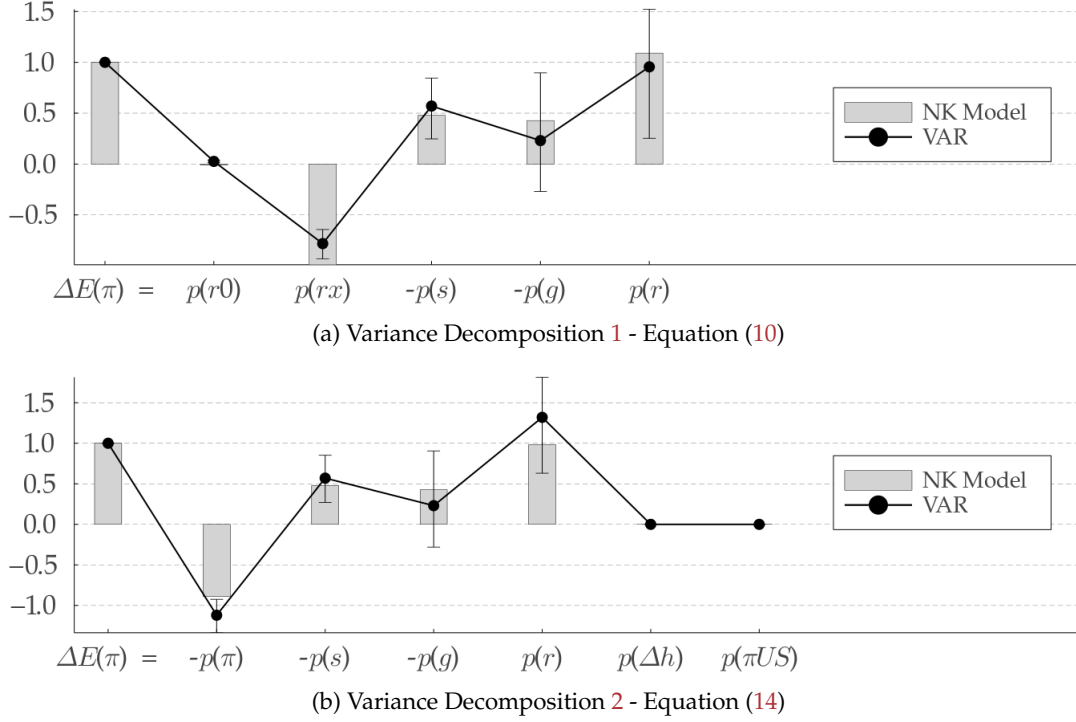 1.5
1.0
0.5
0.0
−0.5
NK Model
VAR
ΔE(π) = p(r0) p(rx) -p(s) -p(g) p(r)
(a) Variance Decomposition 1 - Equation (10)
1.5
1.0
0.5
0.0
−0.5
−1.0
NK Model
VAR
ΔE(π) = -p(π) -p(s) -p(g) p(r) p(Δh) p(πUS)
(b) Variance Decomposition 2 - Equation (14)